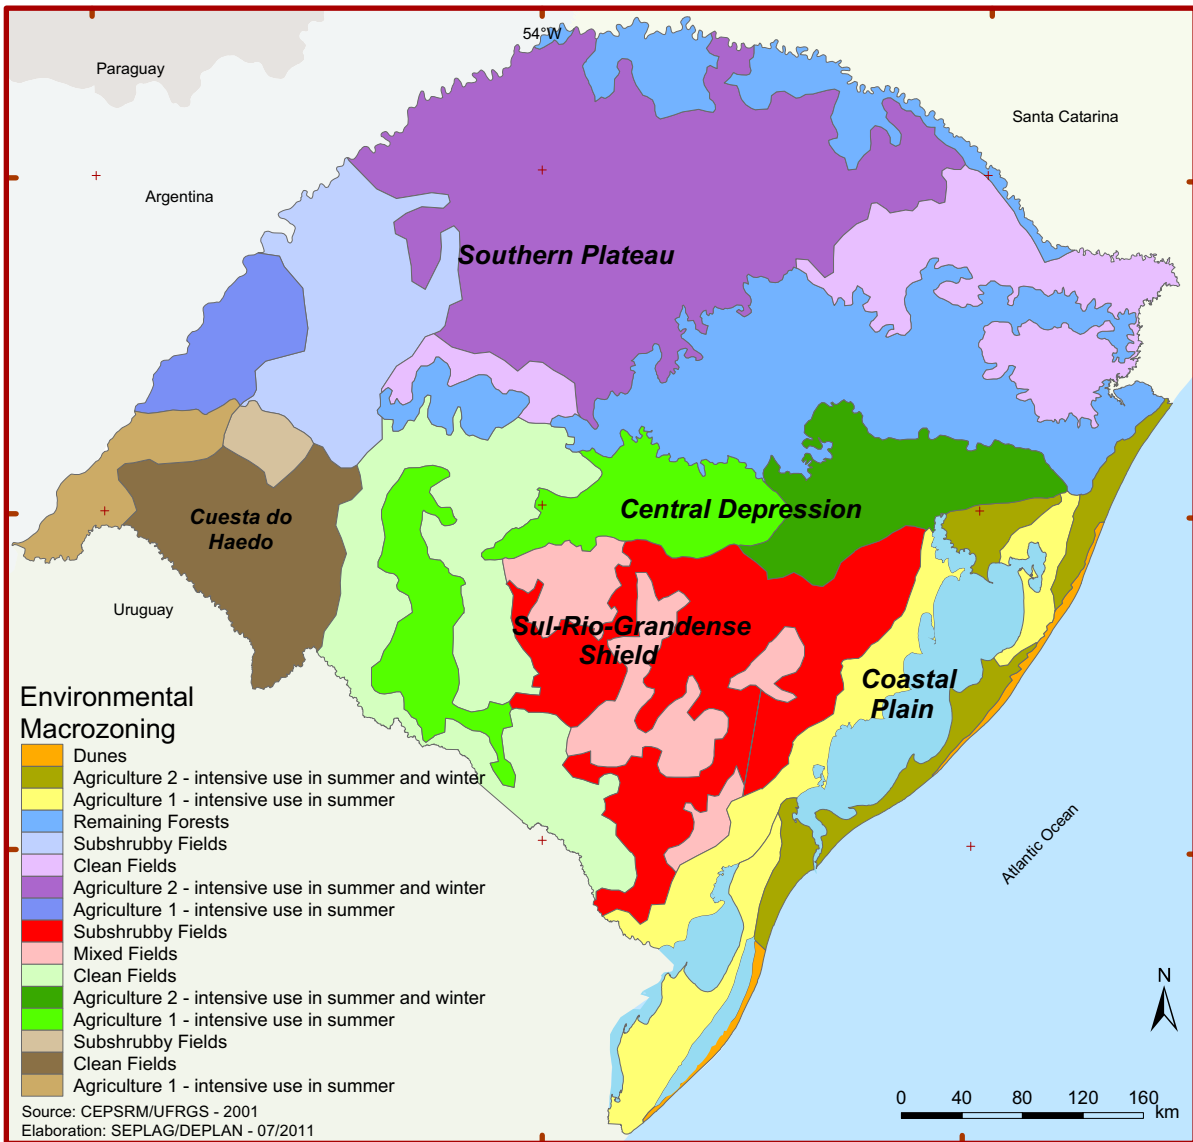 54°W
Paraguay
Santa Catarina
Argentina
Southern Plateau
Central Depression
Cuesta do
Haedo
Uruguay
Sul-Rio-Grandense
Shield
Coastal
Plain
Atlantic Ocean
Environmental
Macrozoning
Dunes
Agriculture 2 - intensive use in summer and winter
Agriculture 1 - intensive use in summer
Remaining Forests
Subshrubby Fields
Clean Fields
Agriculture 2 - intensive use in summer and winter
Agriculture 1 - intensive use in summer
Subshrubby Fields
Mixed Fields
Clean Fields
Agriculture 2 - intensive use in summer and winter
Agriculture 1 - intensive use in summer
Subshrubby Fields
Clean Fields
Agriculture 1 - intensive use in summer
Source: CEPSRM/UFRGS - 2001
Elaboration: SEPLAG/DEPLAN - 07/2011
N
0 40 80 120 160
km